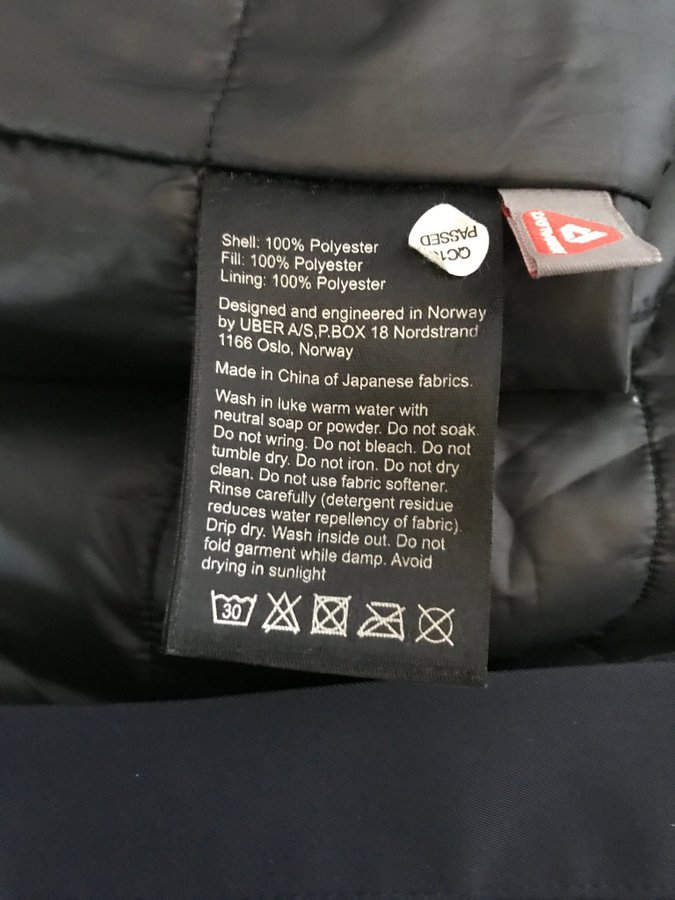 Shell: 100% Polyester
Fill: 100% Polyester
Lining: 100% Polyester
Designed and engineered in Norway
by UBER A/S,P.BOX 18 Nordstrand
1166 Oslo, Norway
Made in China of Japanese fabrics.
Wash in luke warm water with
neutral soap or powder. Do not soak.
Do not wring. Do not bleach. Do not
tumble dry. Do not iron. Do not dry
clean. Do not use fabric softener.
Rinse carefully (detergent residue
reduces water repellency of fabric).
Drip dry. Wash inside out. Do not
fold garment while damp. Avoid
drying in sunlight
30
PASSED